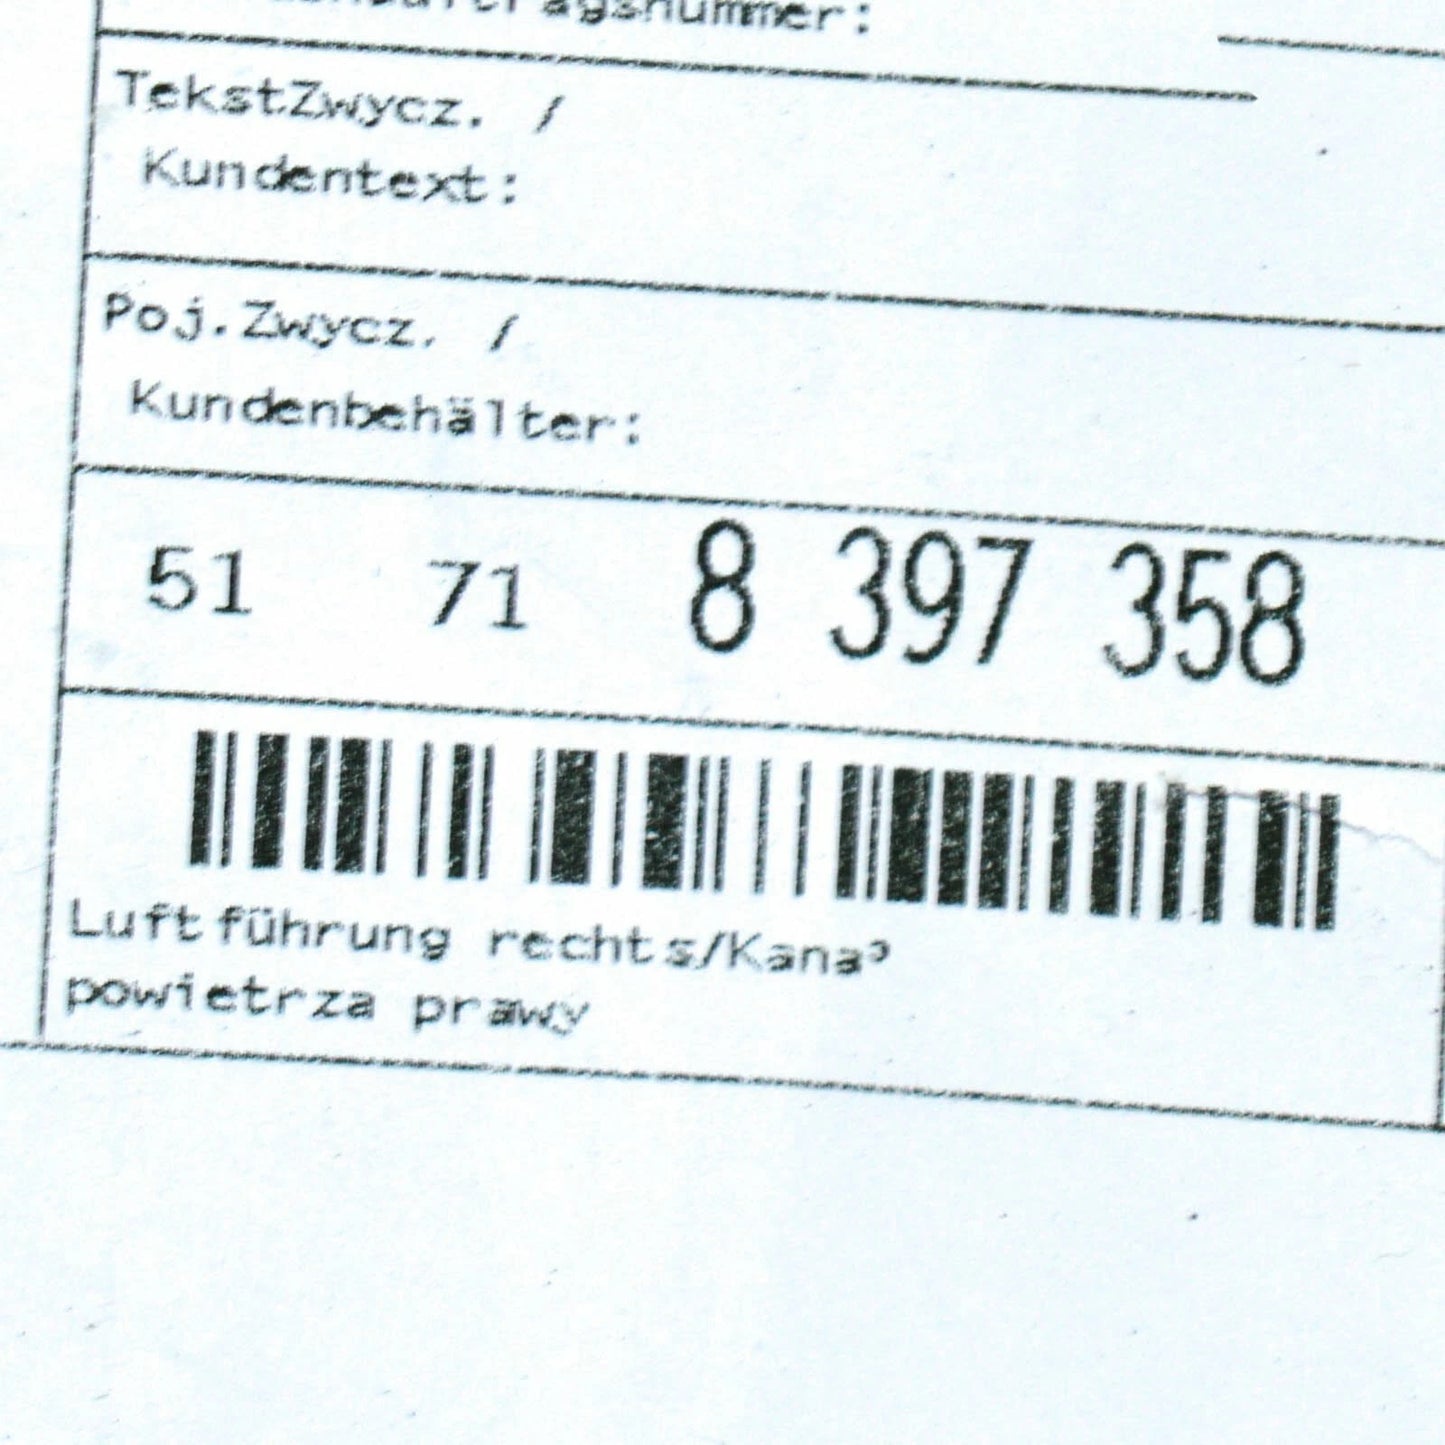 TekstZwycz. /
Kundentext:
Poj.Zwycz. /
Kundenbehälter:
51 71 8 397 358
Luftführung rechts/Kana³
powietrza prawy